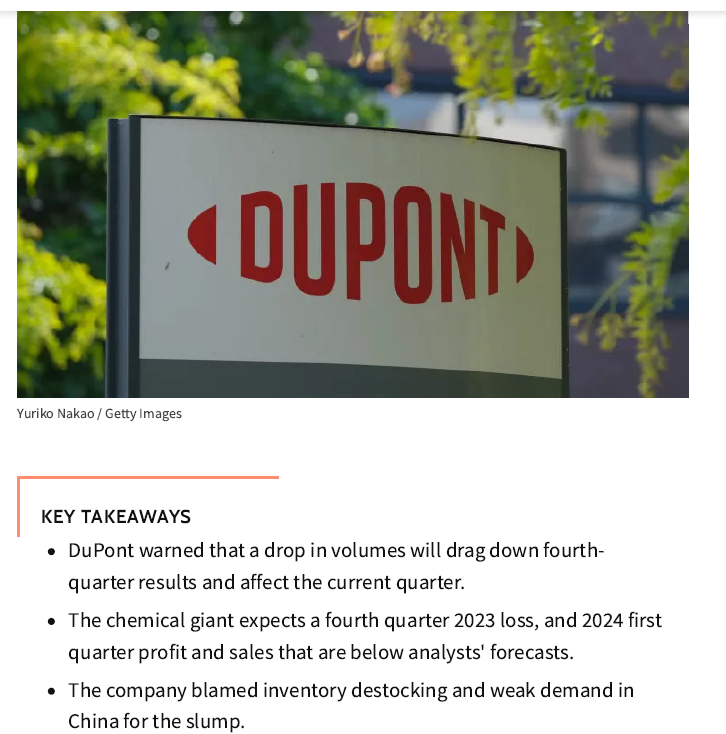 DUPONT
Yuriko Nakao / Getty Images
KEY TAKEAWAYS
• DuPont warned that a drop in volumes will drag down fourth-
quarter results and affect the current quarter.
• The chemical giant expects a fourth quarter 2023 loss, and 2024 first
quarter profit and sales that are below analysts' forecasts.
• The company blamed inventory destocking and weak demand in
China for the slump.